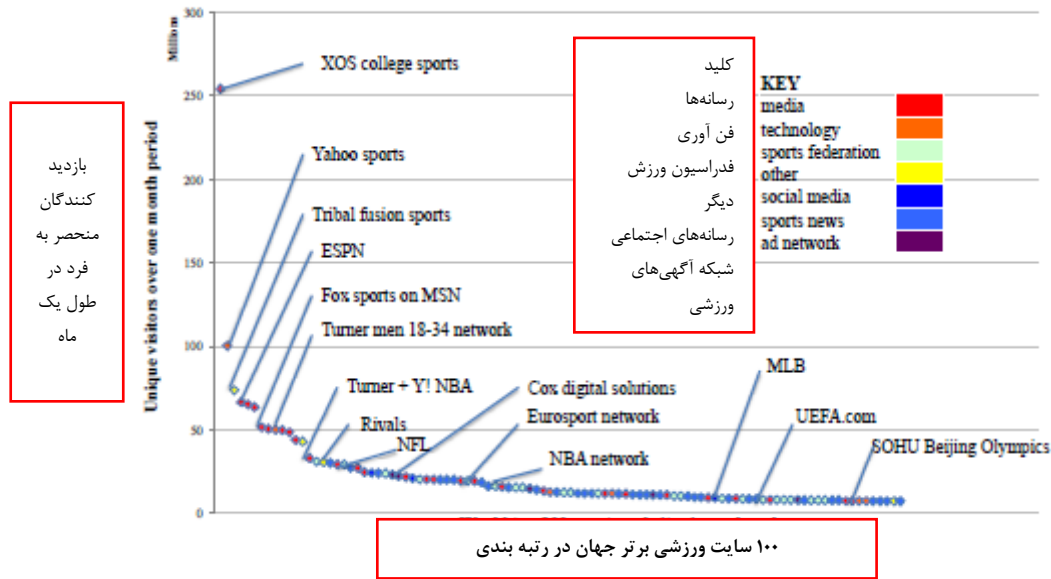 300
Millions
XOS college sports
250
Yahoo sports
200
Tribal fusion sports
ESPN
150
Fox sports on MSN
Turner men 18-34 network
100
Turner + Y! NBA
Rivals
NFL
Cox digital solutions
Eurosport network
NBA network
MLB
UEFA.com
SOHU Beijing Olympics
50
0
Unique visitors over one month period
بازدید
کنندگان
منحصر به
فرد در
طول یک
ماه
کلید
رسانه‌ها
فن آوری
فدراسیون ورزش
دیگر
رسانه‌های اجتماعی
شبکه آگهی‌های
ورزشی
KEY
media
technology
sports federation
other
social media
sports news
ad network
۱۰۰ سایت ورزشی برتر جهان در رتبه بندی